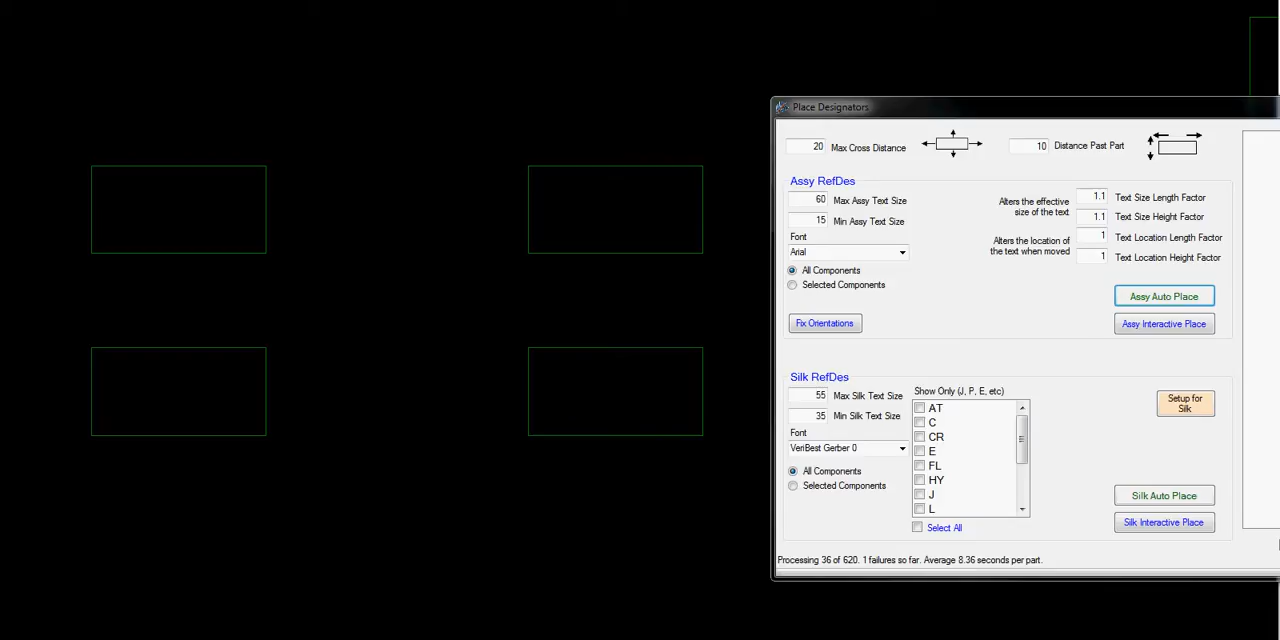 Place Designators
20 Max Cross Distance
10 Distance Past Part
Assy RefDes
60 Max Assy Text Size
15 Min Assy Text Size
Font
Arial
All Components
Selected Components
Fix Orientations
Alters the effective
size of the text
Alters the location of
the text when moved
1.1 Text Size Length Factor
1.1 Text Size Height Factor
1 Text Location Length Factor
1 Text Location Height Factor
Assy Auto Place
Assy Interactive Place
Silk RefDes
55 Max Silk Text Size
35 Min Silk Text Size
Font
VeriBest Gerber 0
All Components
Selected Components
Show Only (J, P, E, etc)
AT
C
CR
E
FL
HY
J
L
Select All
Setup for
Silk
Silk Auto Place
Silk Interactive Place
Processing 36 of 620. 1 failures so far. Average 8.36 seconds per part.